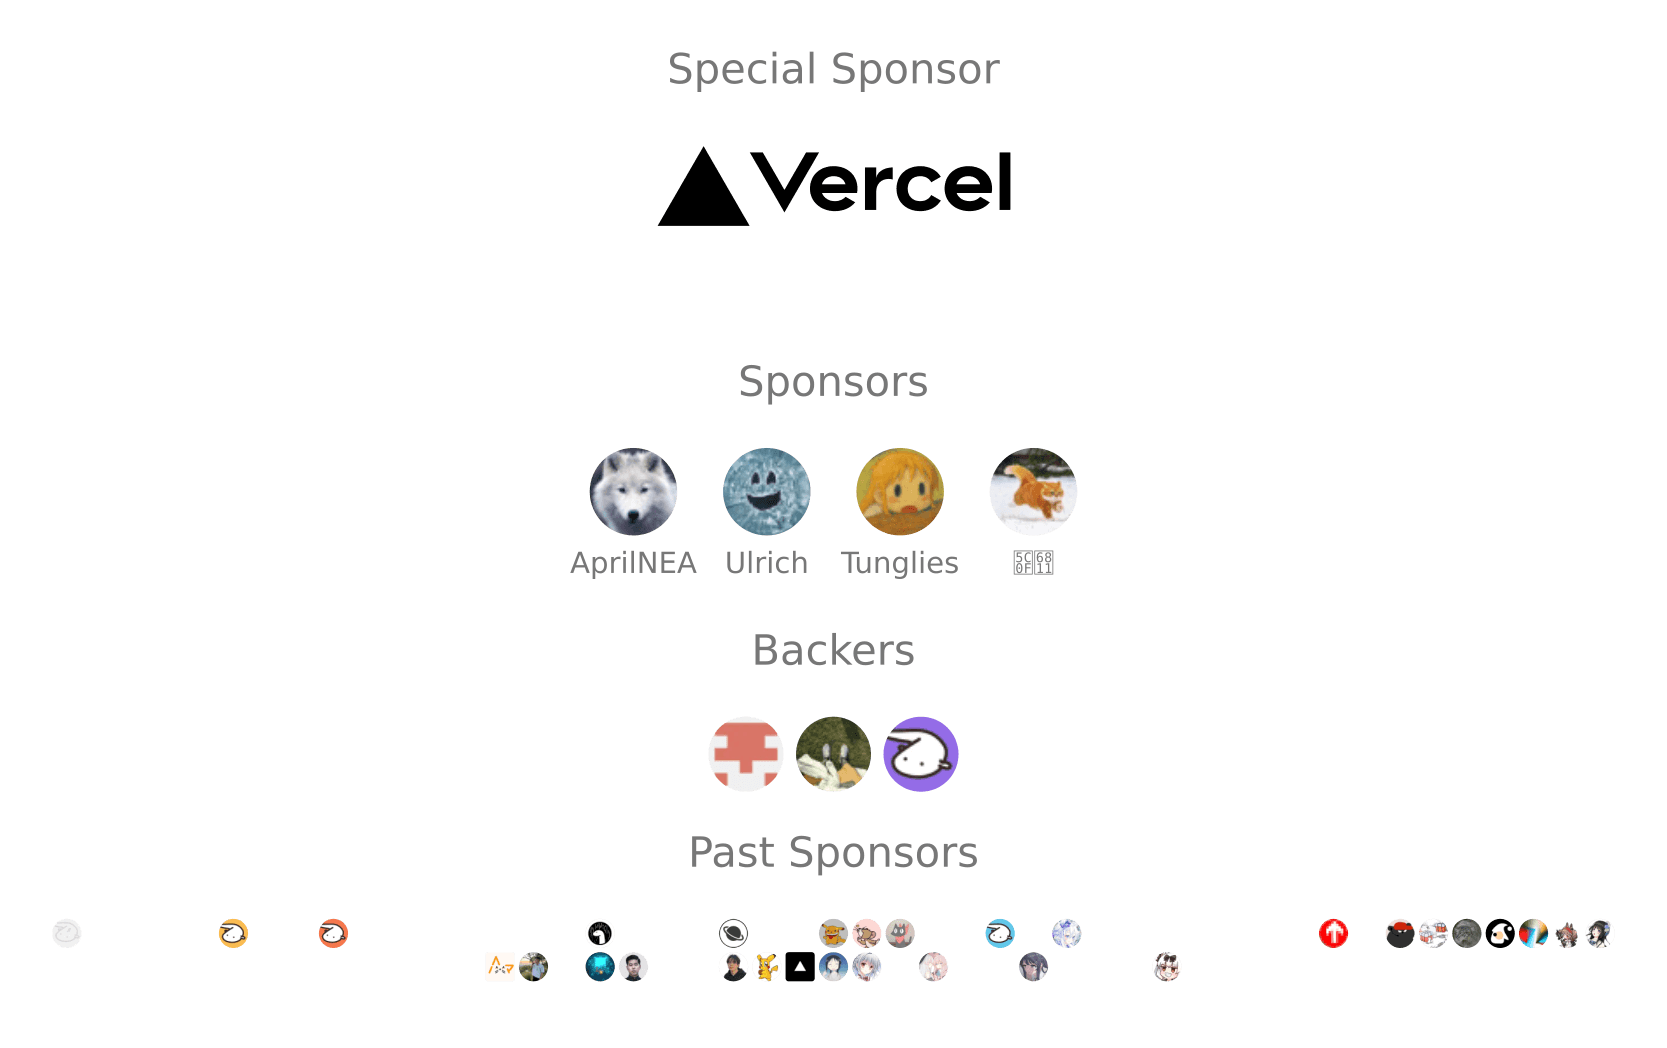 Special Sponsor
Vercel
Sponsors
AprilNEA Ulrich Tunglies
Backers
Past Sponsors